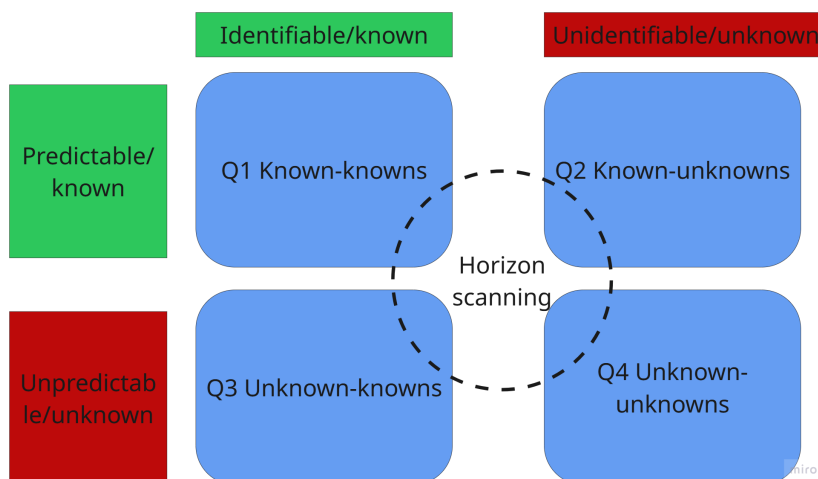 Identifiable/known
Unidentifiable/unknown
Predictable/
known
Q1 Known-knowns
Q2 Known-unknowns
Horizon
scanning
Unpredictab
le/unknown
Q3 Unknown-knowns
Q4 Unknown-
unknowns
miro